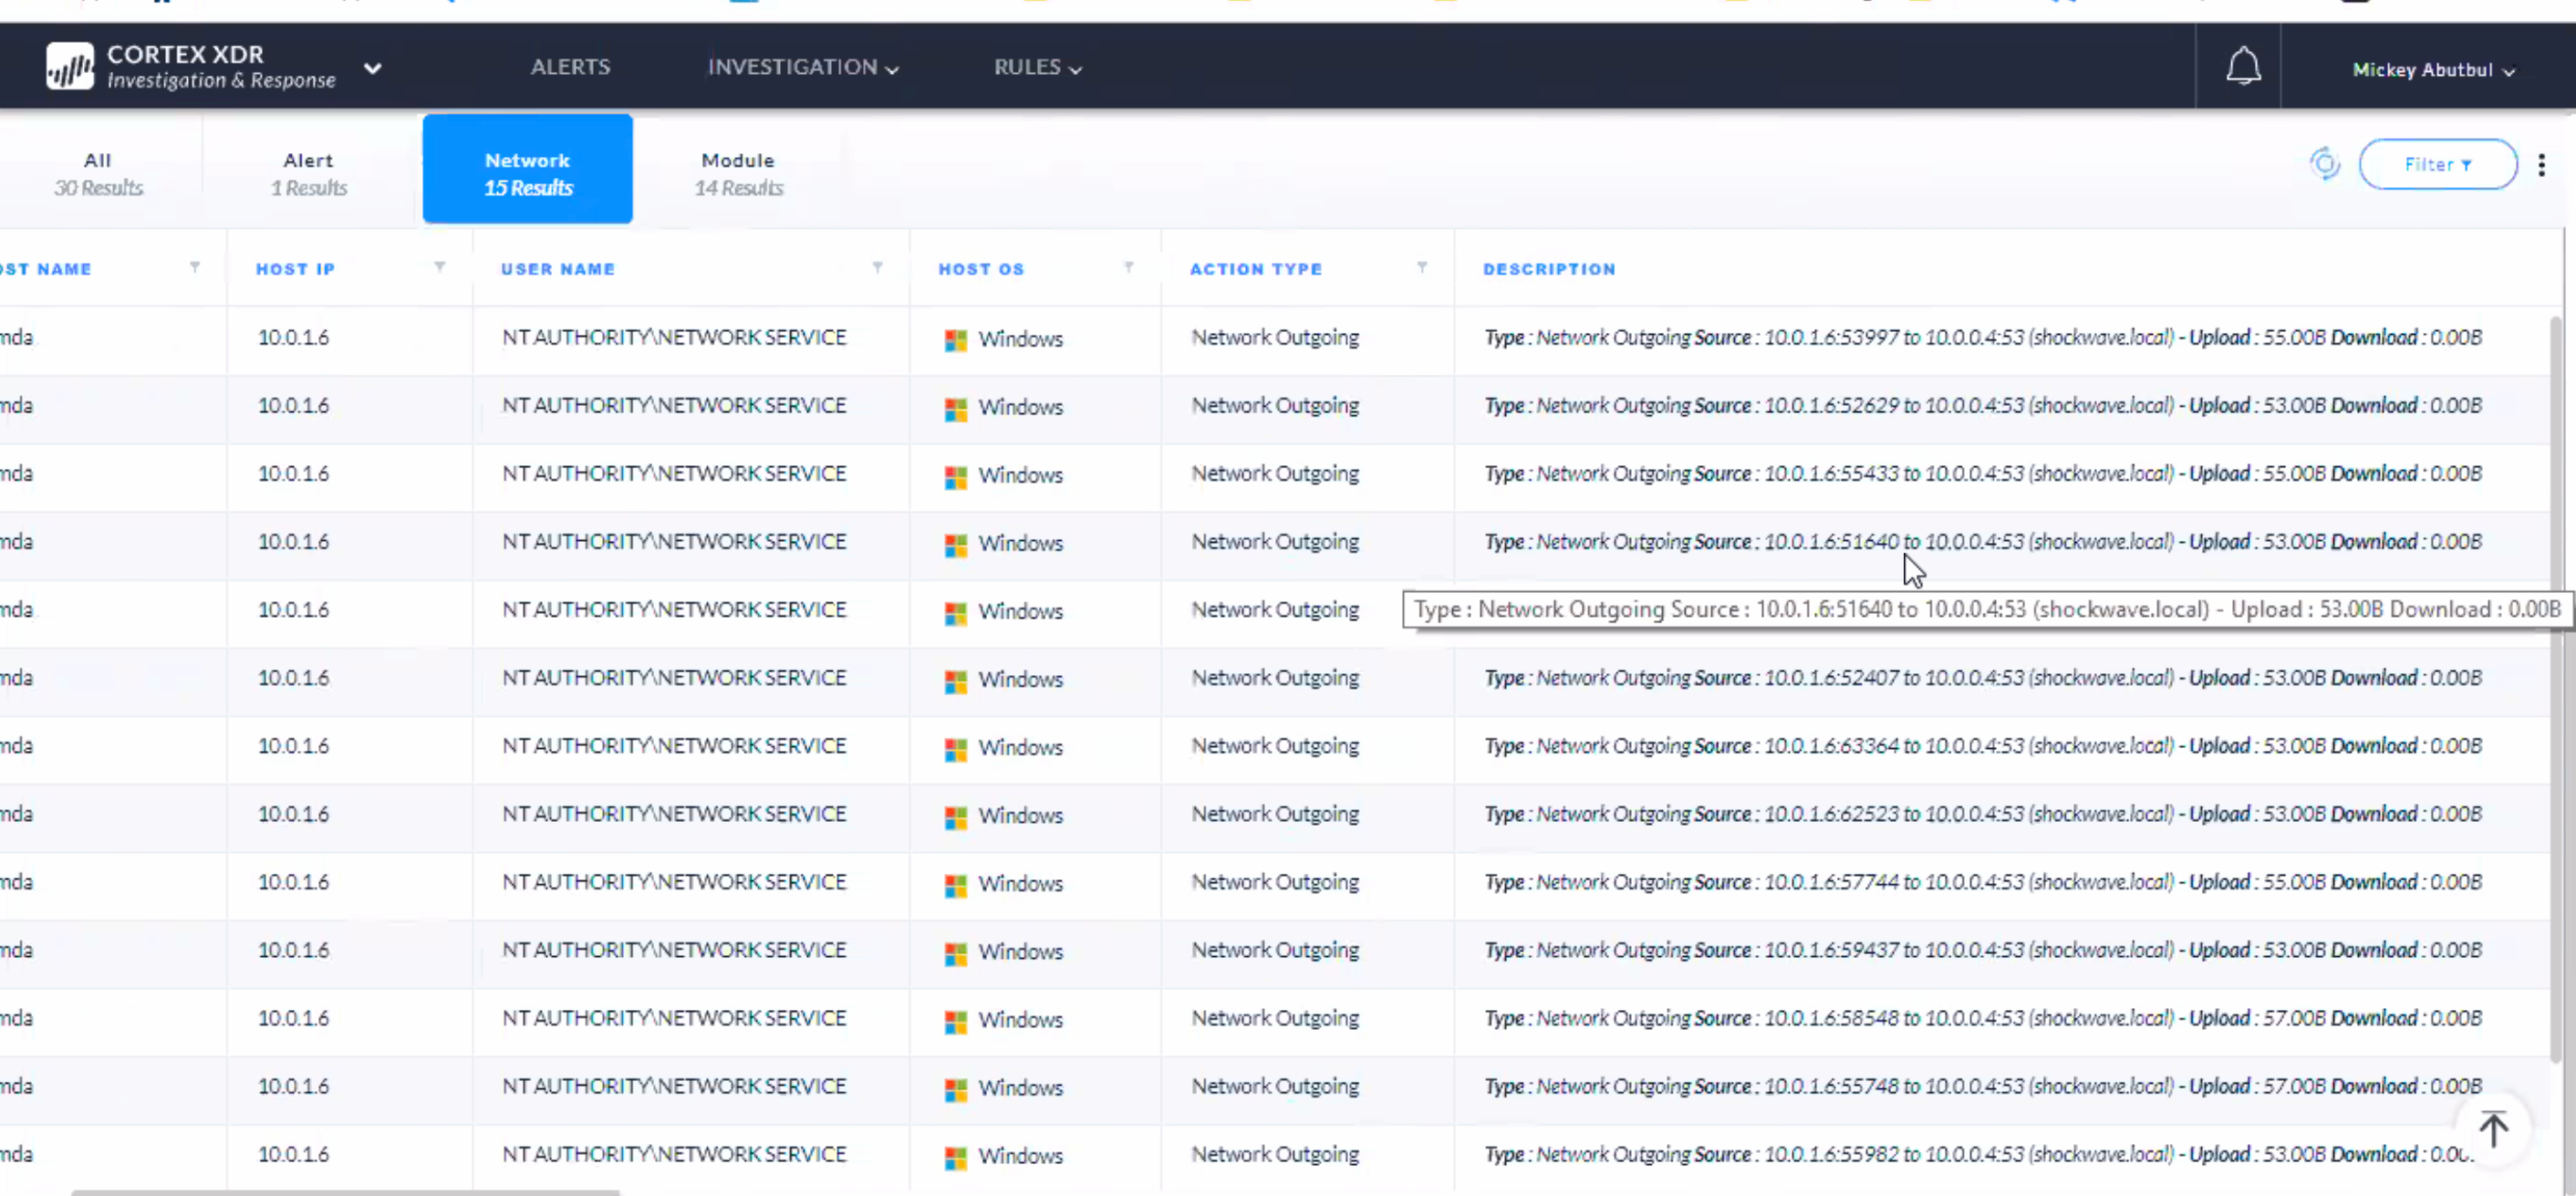 CORTEX XDR
Investigation & Response
ALERTS
INVESTIGATION
RULES
Mickey Abutbul
All
30 Results
Alert
1 Results
Network
15 Results
Module
14 Results
Filter
OST NAME
HOST IP
USER NAME
HOST OS
ACTION TYPE
DESCRIPTION
mda 10.0.1.6 NT AUTHORITY\NETWORK SERVICE Windows Network Outgoing Type : Network Outgoing Source : 10.0.1.6:53997 to 10.0.0.4:53 (shockwave.local) - Upload : 55.00B Download : 0.00B
mda 10.0.1.6 NT AUTHORITY\NETWORK SERVICE Windows Network Outgoing Type : Network Outgoing Source : 10.0.1.6:52629 to 10.0.0.4:53 (shockwave.local) - Upload : 53.00B Download : 0.00B
mda 10.0.1.6 NT AUTHORITY\NETWORK SERVICE Windows Network Outgoing Type : Network Outgoing Source : 10.0.1.6:55433 to 10.0.0.4:53 (shockwave.local) - Upload : 55.00B Download : 0.00B
mda 10.0.1.6 NT AUTHORITY\NETWORK SERVICE Windows Network Outgoing Type : Network Outgoing Source : 10.0.1.6:51640 to 10.0.0.4:53 (shockwave.local) - Upload : 53.00B Download : 0.00B
mda 10.0.1.6 NT AUTHORITY\NETWORK SERVICE Windows Network Outgoing
Type : Network Outgoing Source : 10.0.1.6:51640 to 10.0.0.4:53 (shockwave.local) - Upload : 53.00B Download : 0.00B
mda 10.0.1.6 NT AUTHORITY\NETWORK SERVICE Windows Network Outgoing Type : Network Outgoing Source : 10.0.1.6:52407 to 10.0.0.4:53 (shockwave.local) - Upload : 53.00B Download : 0.00B
mda 10.0.1.6 NT AUTHORITY\NETWORK SERVICE Windows Network Outgoing Type : Network Outgoing Source : 10.0.1.6:63364 to 10.0.0.4:53 (shockwave.local) - Upload : 53.00B Download : 0.00B
mda 10.0.1.6 NT AUTHORITY\NETWORK SERVICE Windows Network Outgoing Type : Network Outgoing Source : 10.0.1.6:62523 to 10.0.0.4:53 (shockwave.local) - Upload : 53.00B Download : 0.00B
mda 10.0.1.6 NT AUTHORITY\NETWORK SERVICE Windows Network Outgoing Type : Network Outgoing Source : 10.0.1.6:57744 to 10.0.0.4:53 (shockwave.local) - Upload : 55.00B Download : 0.00B
mda 10.0.1.6 NT AUTHORITY\NETWORK SERVICE Windows Network Outgoing Type : Network Outgoing Source : 10.0.1.6:59437 to 10.0.0.4:53 (shockwave.local) - Upload : 53.00B Download : 0.00B
mda 10.0.1.6 NT AUTHORITY\NETWORK SERVICE Windows Network Outgoing Type : Network Outgoing Source : 10.0.1.6:58548 to 10.0.0.4:53 (shockwave.local) - Upload : 57.00B Download : 0.00B
mda 10.0.1.6 NT AUTHORITY\NETWORK SERVICE Windows Network Outgoing Type : Network Outgoing Source : 10.0.1.6:55748 to 10.0.0.4:53 (shockwave.local) - Upload : 57.00B Download : 0.00B
mda 10.0.1.6 NT AUTHORITY\NETWORK SERVICE Windows Network Outgoing Type : Network Outgoing Source : 10.0.1.6:55982 to 10.0.0.4:53 (shockwave.local) - Upload : 53.00B Download :